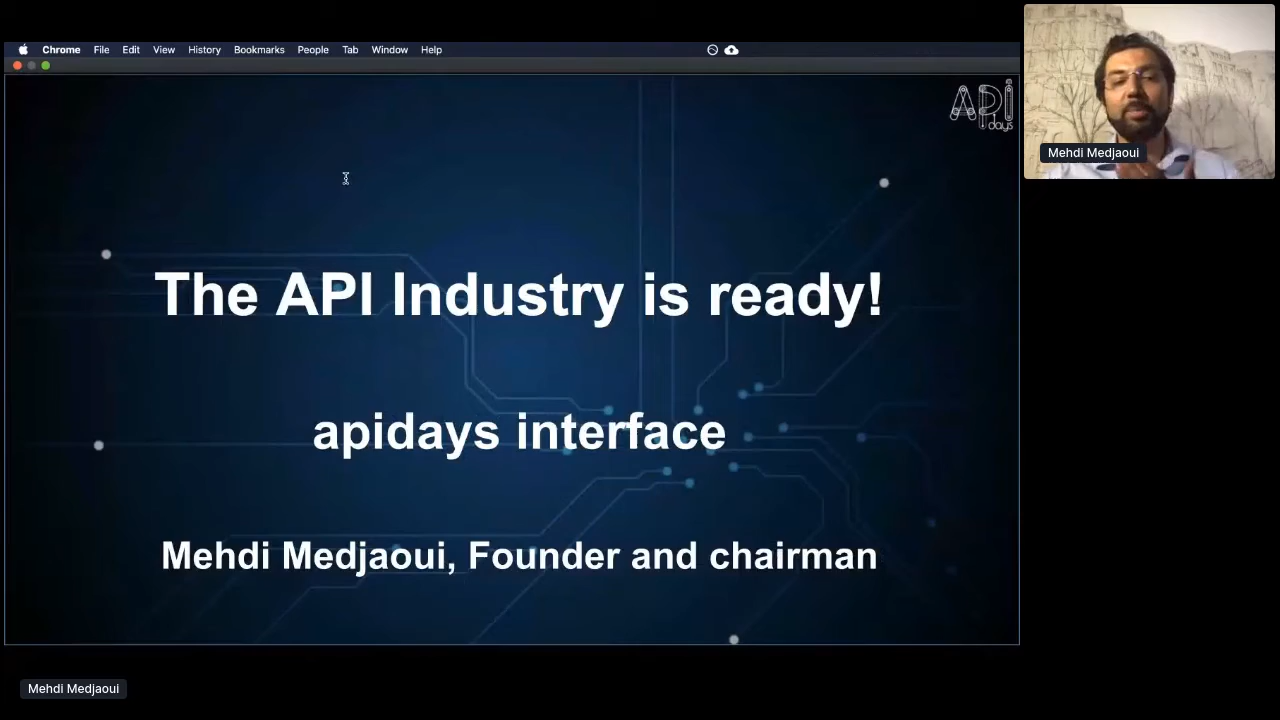 Chrome File Edit View History Bookmarks People Tab Window Help
API
days
The API Industry is ready!
apidays interface
Mehdi Medjaoui, Founder and chairman
Mehdi Medjaoui
Mehdi Medjaoui